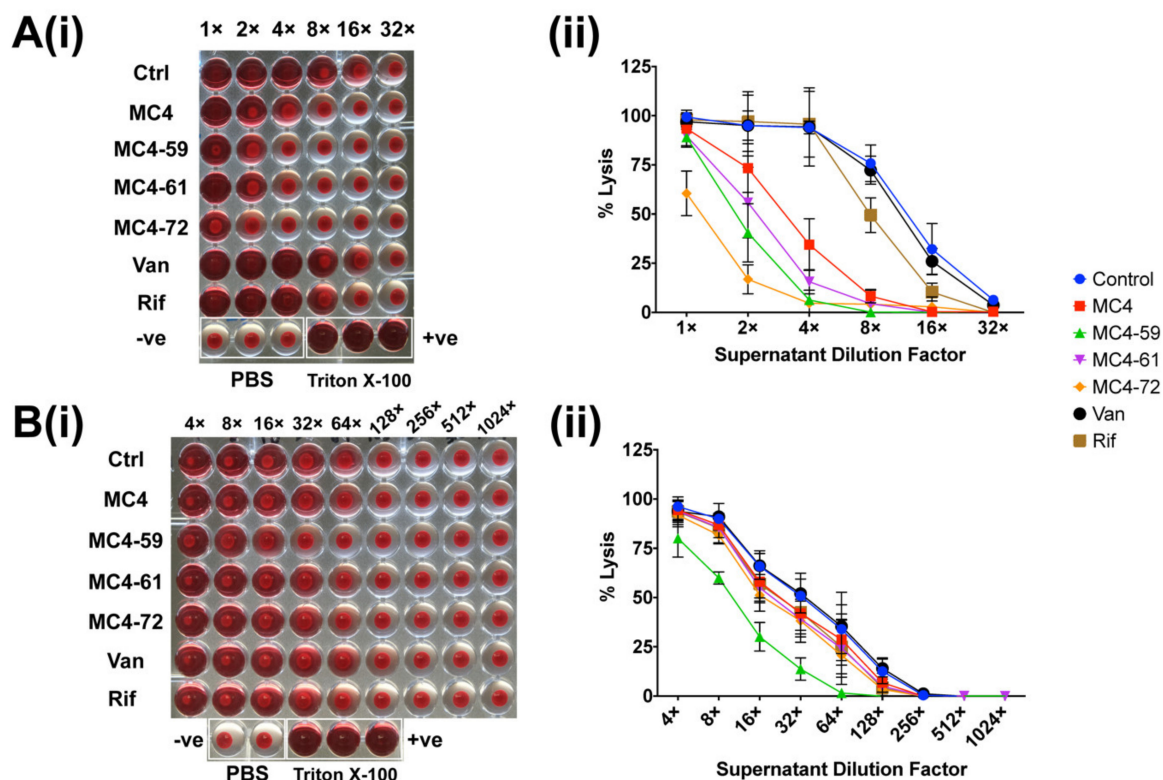 A(i)
1× 2× 4× 8× 16× 32×
Ctrl
MC4
MC4-59
MC4-61
MC4-72
Van
Rif
-ve
+ve
PBS
Triton X-100
(ii)
125
100
75
50
25
0
% Lysis
1× 2× 4× 8× 16× 32×
Supernatant Dilution Factor
Control
MC4
MC4-59
MC4-61
MC4-72
Van
Rif
B(i)
4× 8× 16× 32× 64× 128× 256× 512× 1024×
Ctrl
MC4
MC4-59
MC4-61
MC4-72
Van
Rif
-ve
+ve
PBS
Triton X-100
(ii)
125
100
75
50
25
0
% Lysis
4× 8× 16× 32× 64× 128× 256× 512× 1024×
Supernatant Dilution Factor